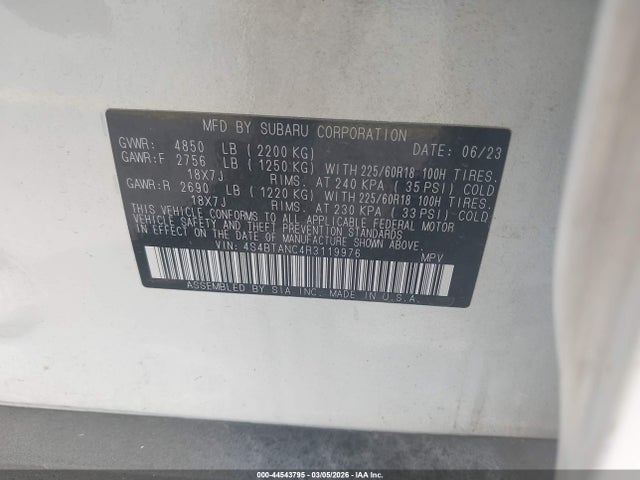 MFD BY SUBARU CORPORATION DATE: 06/23
GVWR: 4850 LB (2200 KG)
GAWR:F 2756 LB (1250 KG) WITH 225/60R18 100H TIRES.
18X7J RIMS. AT 240 KPA (35 PSI) COLD
GAWR:R 2690 LB (1220 KG) WITH 225/60R18 100H TIRES.
18X7J RIMS. AT 230 KPA (33 PSI) COLD
THIS VEHICLE CONFORMS TO ALL APPLICABLE FEDERAL MOTOR
VEHICLE SAFETY AND THEFT PREVENTION STANDARDS
IN EFFECT ON THE DATE OF MANUFACTURE SHOWN ABOVE.
VIN: 4S4BTANC4R3119976 MPV
ASSEMBLED BY SIA INC. MADE IN U.S.A.
000-44543795 - 03/05/2026 - IAA Inc.